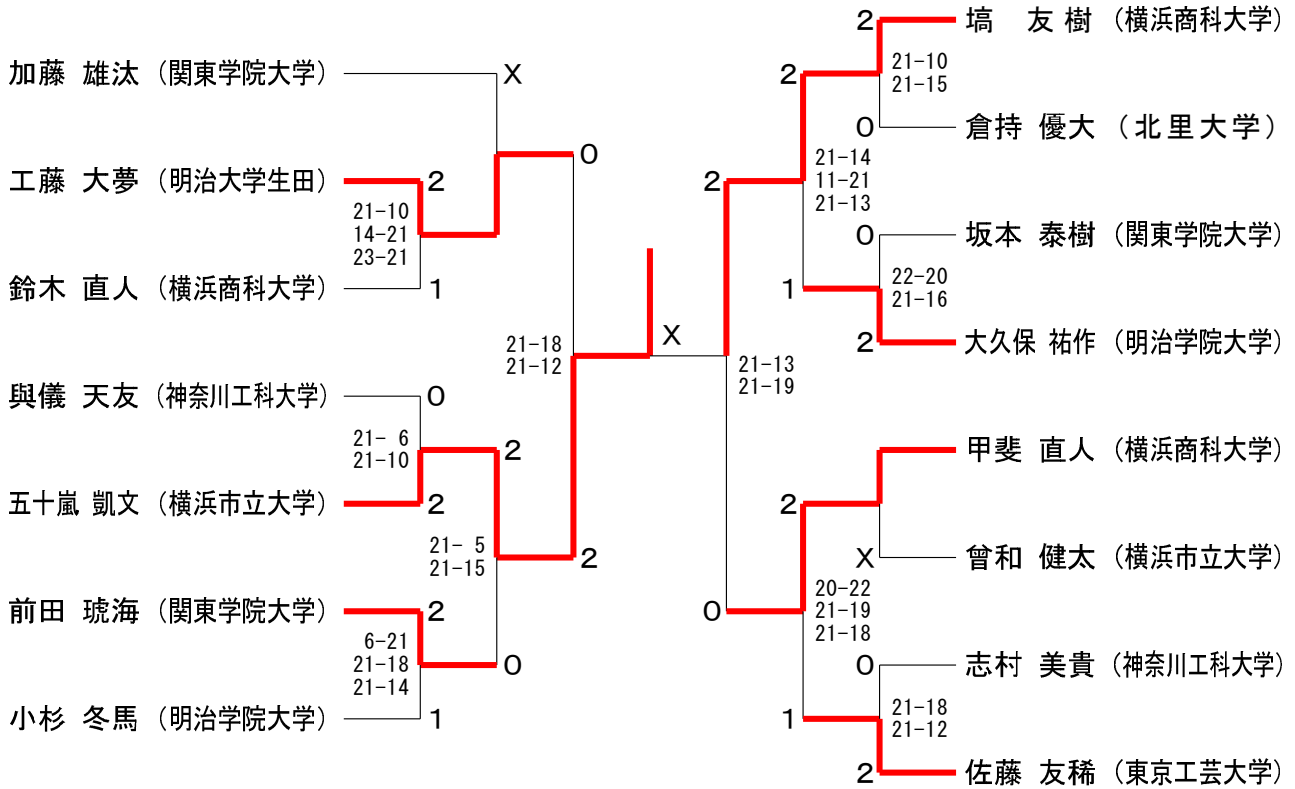 加藤 雄汰 （関東学院大学）
X
0
工藤 大夢 （明治大学生田）
2
21-10
14-21
23-21
鈴木 直人 （横浜商科大学）
1
21-18
21-12
與儀 天友 （神奈川工科大学）
0
21- 6
21-10
2
五十嵐 凱文 （横浜市立大学）
2
21- 5
21-15
2
前田 琥海 （関東学院大学）
2
6-21
21-18
21-14
0
小杉 冬馬 （明治学院大学）
1
X
2 塙　友樹 （横浜商科大学）
2
21-10
21-15
0 倉持 優大 （北里大学）
2
21-14
11-21
21-13
0 坂本 泰樹 （関東学院大学）
1
22-20
21-16
2 大久保 祐作 （明治学院大学）
21-13
21-19
甲斐 直人 （横浜商科大学）
2
X 曾和 健太 （横浜市立大学）
0
20-22
21-19
21-18
0 志村 美貴 （神奈川工科大学）
1
21-18
21-12
2 佐藤 友稀 （東京工芸大学）